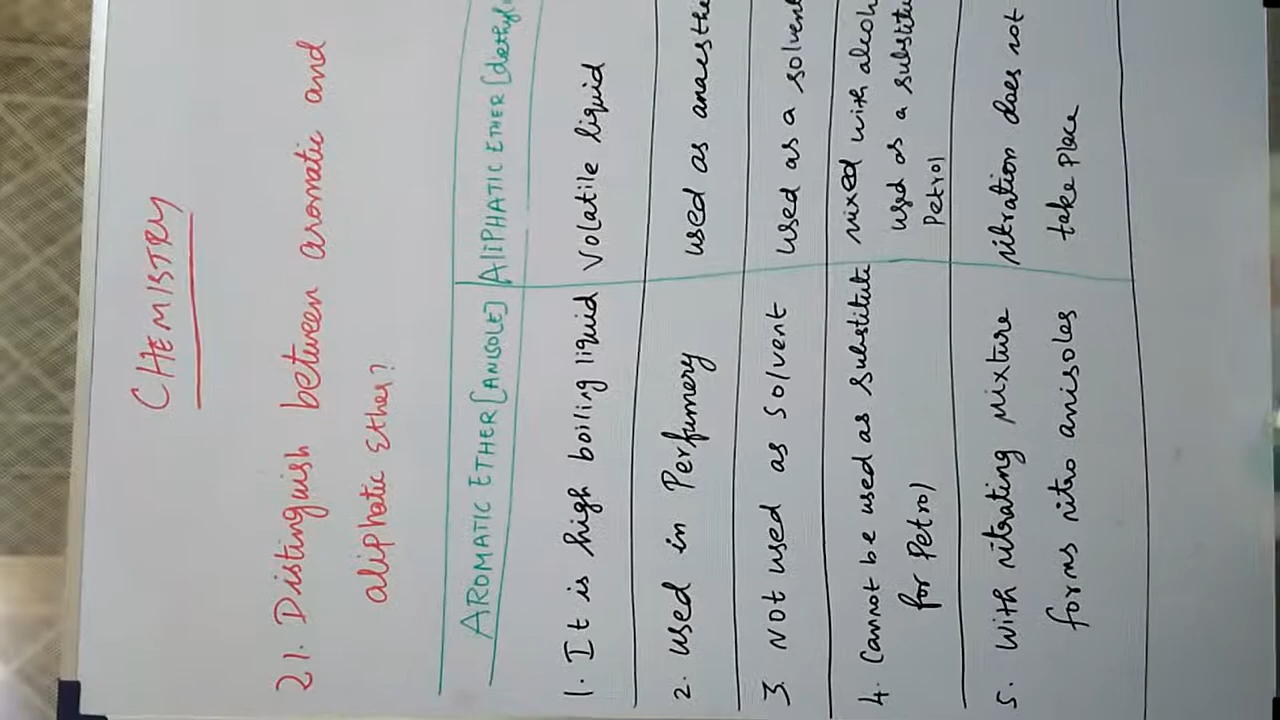 CHEMISTRY
21. Distinguish between aromatic and
aliphatic Ether?
AROMATIC ETHER [ANISOLE] ALIPHATIC ETHER
1. It is high boiling liquid volatile liquid
2. used in Perfumery used as
3. NOT used as solvent used as a solvent
4. Cannot be used as substitute mixed with
for Petrol used as a
Petrol
5. With nitrating mixture nitration does not
forms nitro anisoles take place